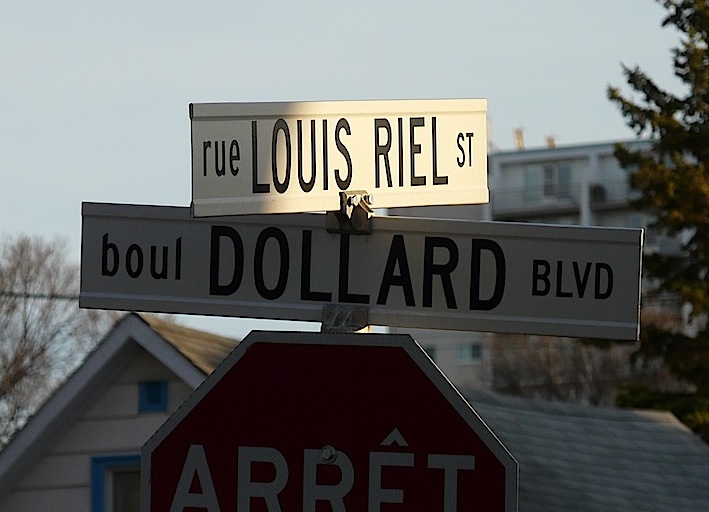 rue LOUIS RIEL ST
boul DOLLARD BLVD
ARRÊT